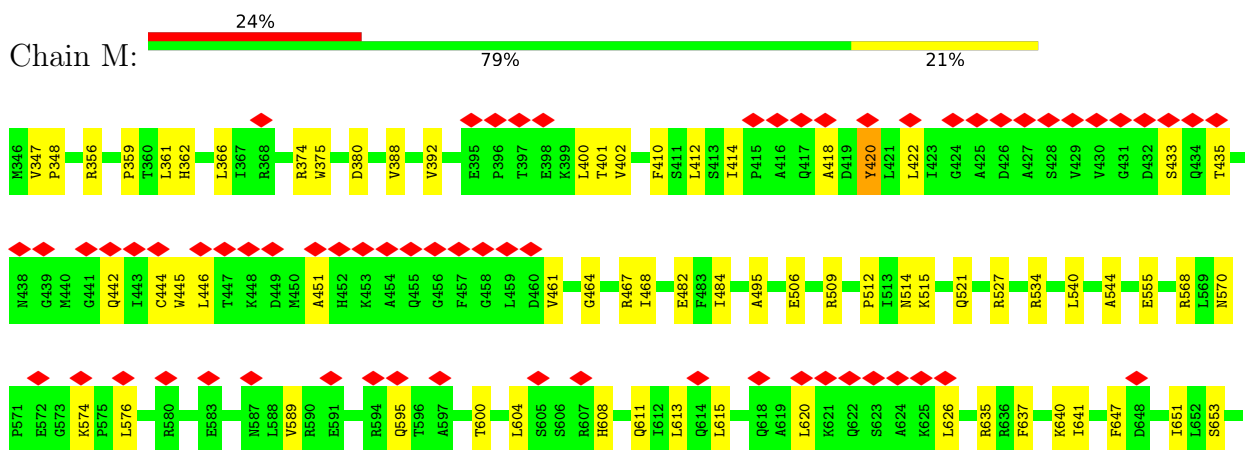 24%
Chain M:
79%
21%
M346 V347 P348 R356 P359 T360 L361 H362 L366 I367 R368 R374 W375 D380 V388 V392 E395 P396 T397 E398 K399 L400 T401 V402 F410 S411 L412 S413 I414 P415 A416 Q417 A418 D419 Y420 L421 L422 I423 G424 A425 D426 A427 S428 V429 V430 G431 D432 S433 Q434 T435
N438 G439 M440 G441 Q442 I443 C444 W445 L446 T447 K448 D449 M450 A451 H452 K453 A454 Q455 G456 F457 G458 L459 D460 V461 G464 R467 I468 E482 F483 I484 A495 E506 R509 P512 I513 N514 K515 Q521 R527 R534 L540 A544 E555 R568 L569 N570
P571 E572 G573 K574 P575 L576 R580 E583 N587 L588 V589 R590 E591 R594 Q595 T596 A597 T600 L604 S605 S606 R607 H608 Q611 I612 L613 Q614 L615 Q618 A619 L620 K621 Q622 S623 A624 K625 L626 R635 R636 F637 K640 I641 F647 D648 I651 L652 S653